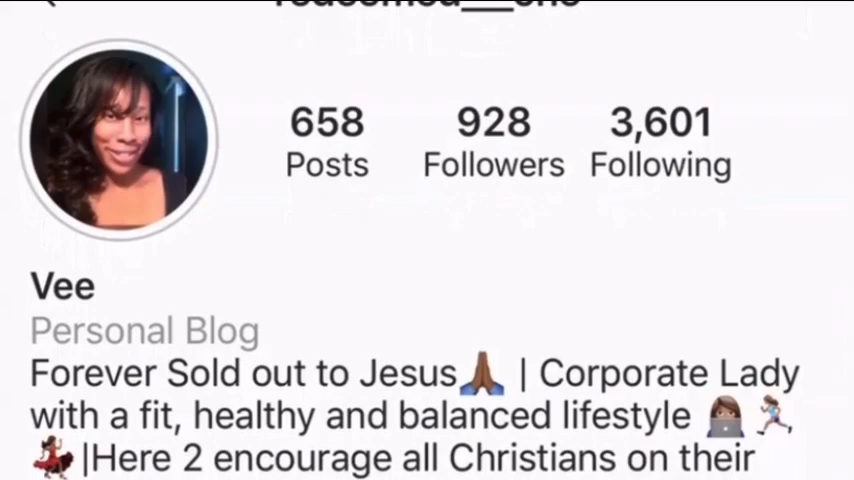 658 928 3,601
Posts Followers Following
Vee
Personal Blog
Forever Sold out to Jesus🙏🏾 | Corporate Lady
with a fit, healthy and balanced lifestyle 👩🏽‍💻🏃🏽‍♀️
💃🏾|Here 2 encourage all Christians on their